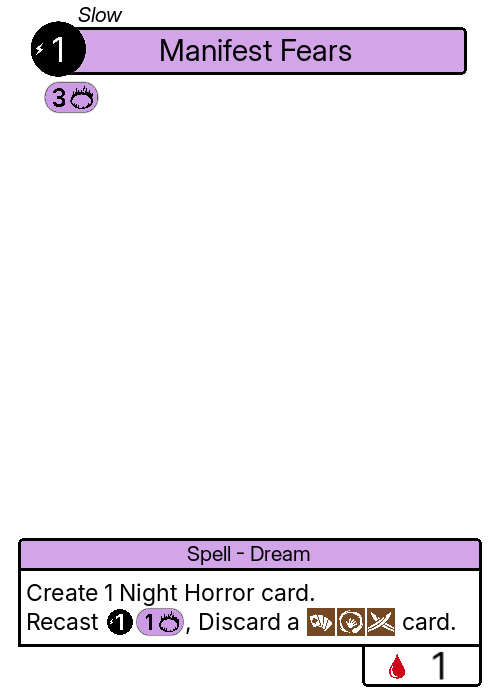 Slow
1
Manifest Fears
3
Spell - Dream
Create 1 Night Horror card.
Recast 1 1, Discard a card.
1